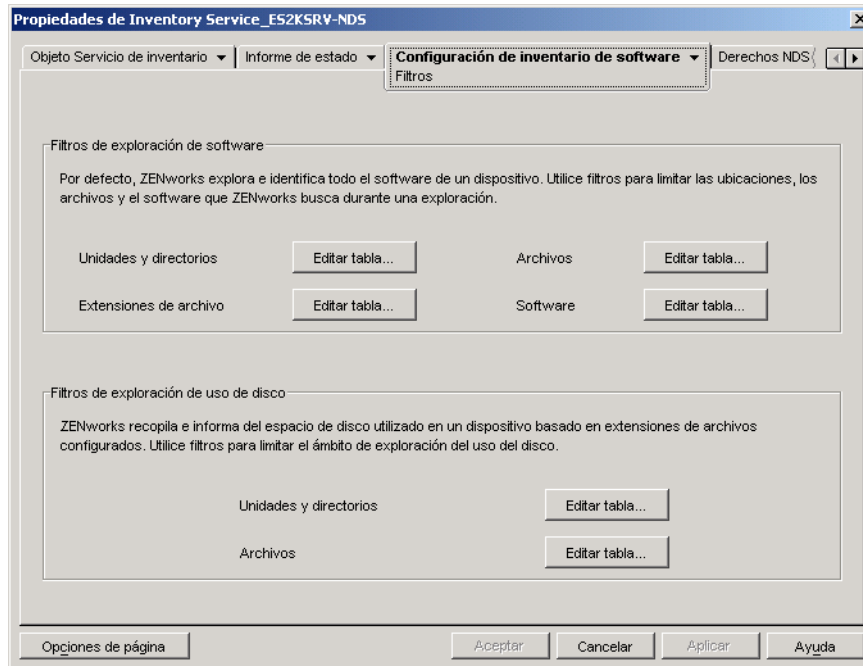 Propiedades de Inventory Service_ES2KSRV-NDS
Objeto Servicio de inventario
Informe de estado
Configuración de inventario de software
Filtros
Derechos NDS
Filtros de exploración de software
Por defecto, ZENworks explora e identifica todo el software de un dispositivo. Utilice filtros para limitar las ubicaciones, los
archivos y el software que ZENworks busca durante una exploración.
Unidades y directorios Editar tabla... Archivos Editar tabla...
Extensiones de archivo Editar tabla... Software Editar tabla...
Filtros de exploración de uso de disco
ZENworks recopila e informa del espacio de disco utilizado en un dispositivo basado en extensiones de archivos
configurados. Utilice filtros para limitar el ámbito de exploración del uso del disco.
Unidades y directorios Editar tabla...
Archivos Editar tabla...
Opciones de página Aceptar Cancelar Aplicar Ayuda